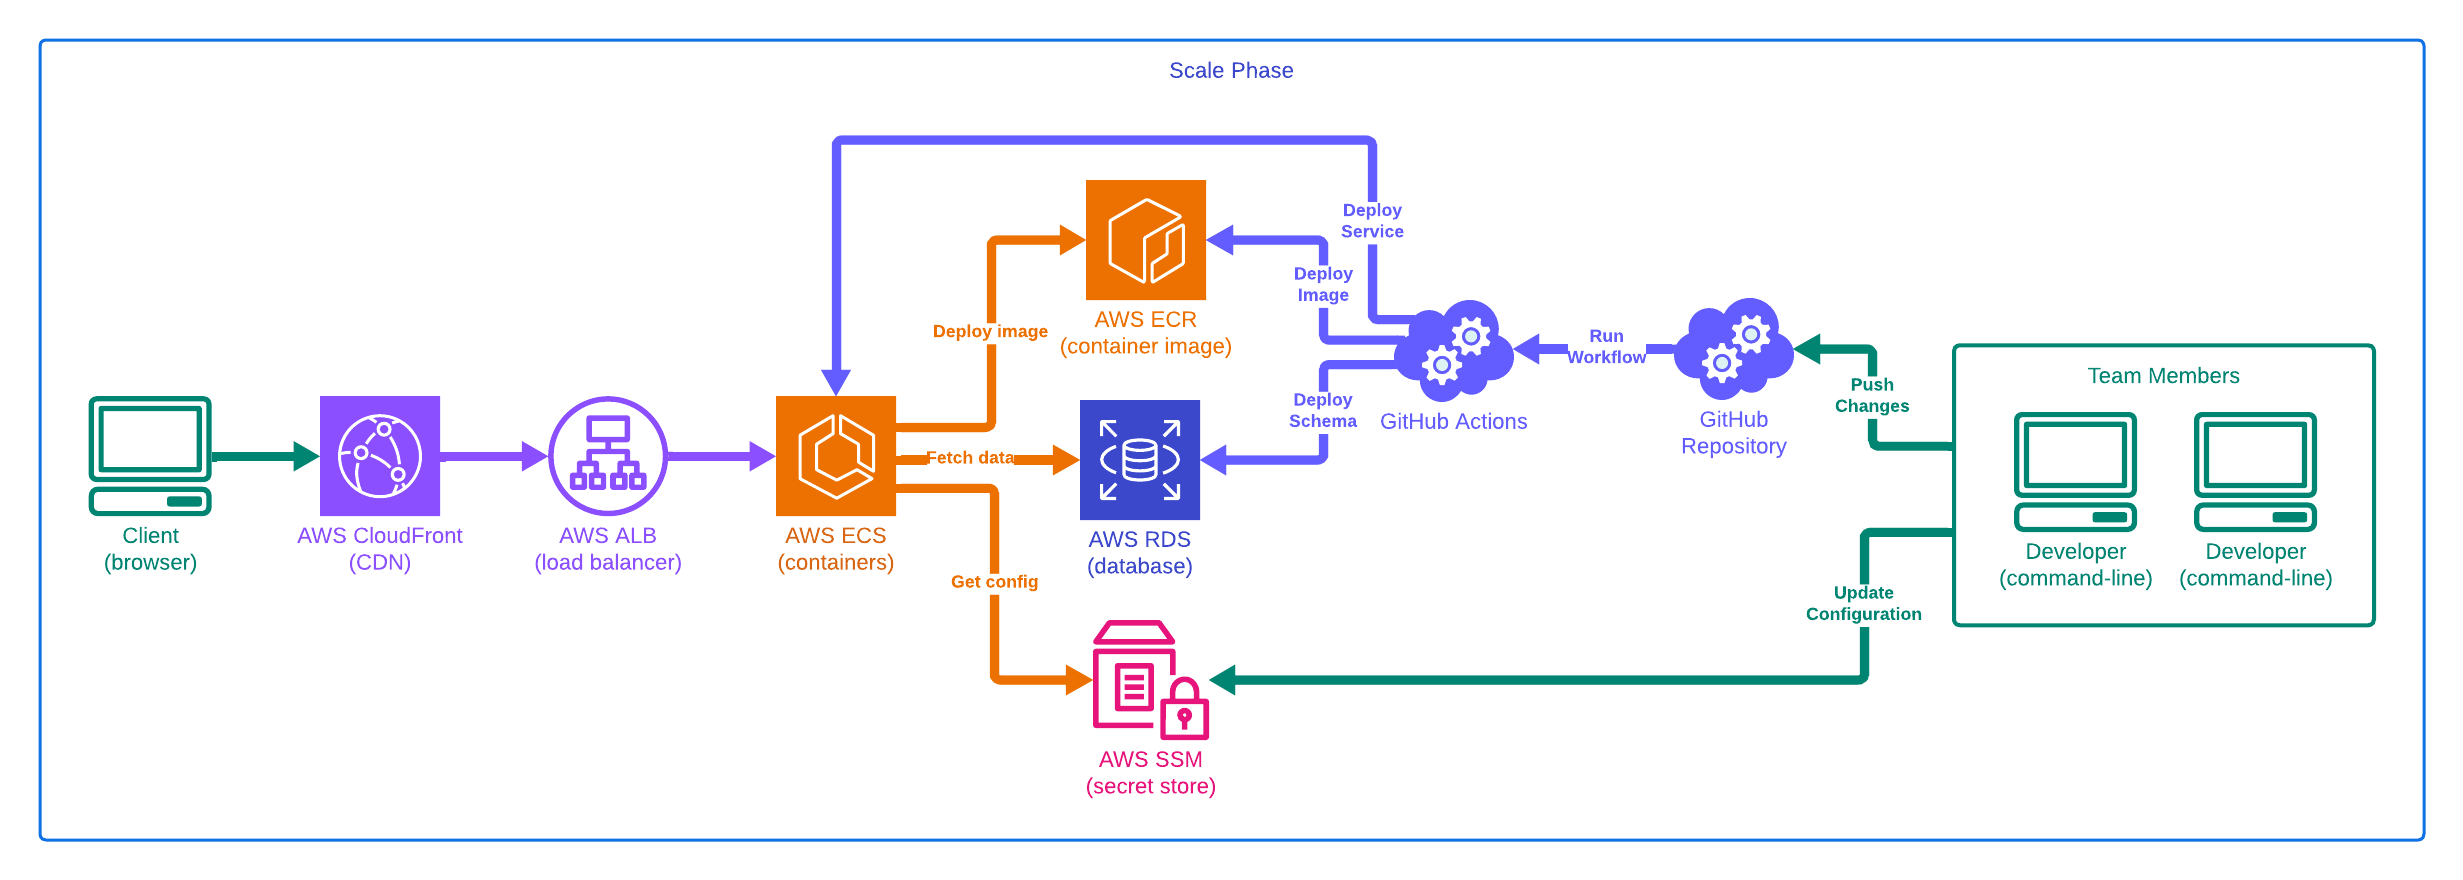 Scale Phase
Deploy
Service
Deploy
Image
Deploy image
AWS ECR
(container image)
Run
Workflow
GitHub Actions
GitHub
Repository
Push
Changes
Team Members
Deploy
Schema
Fetch data
Client
(browser)
AWS CloudFront
(CDN)
AWS ALB
(load balancer)
AWS ECS
(containers)
AWS RDS
(database)
Developer
(command-line)
Developer
(command-line)
Get config
Update
Configuration
AWS SSM
(secret store)